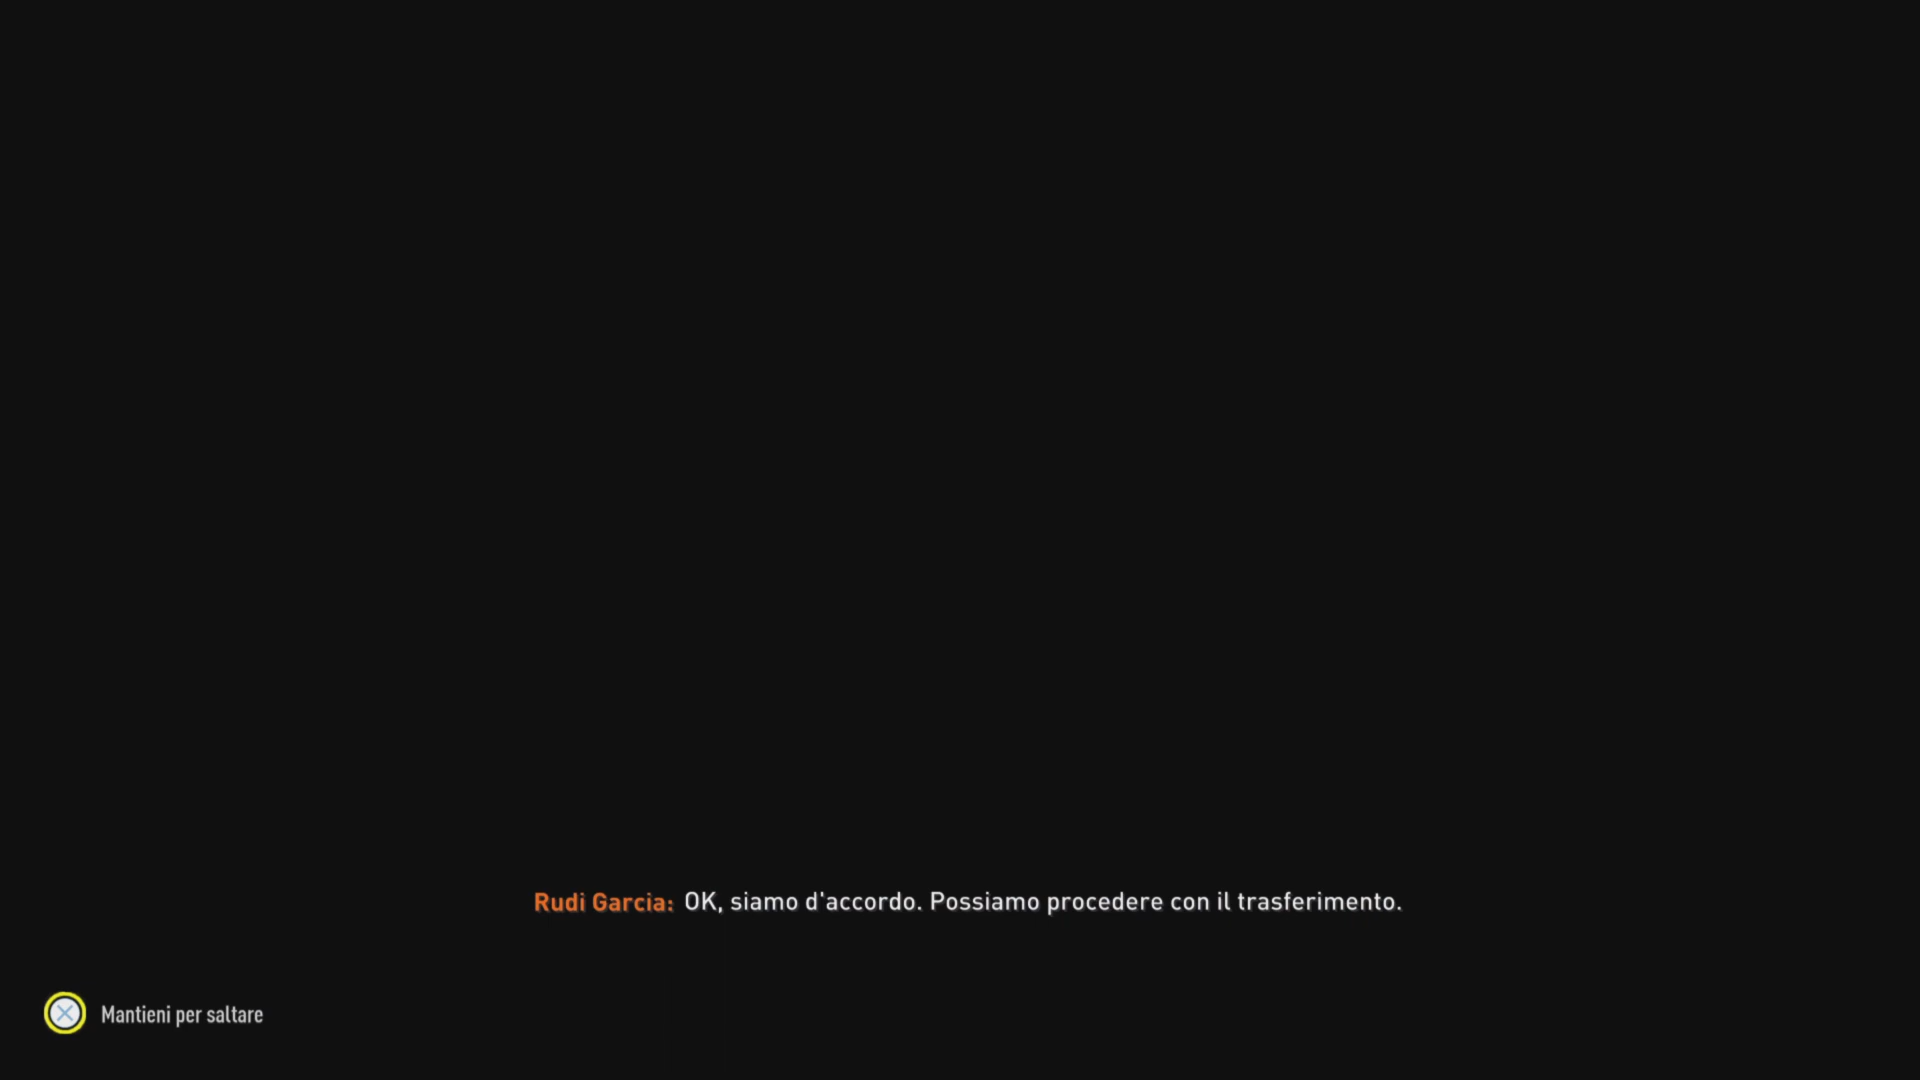 Rudi Garcia: OK, siamo d'accordo. Possiamo procedere con il trasferimento.
Mantieni per saltare